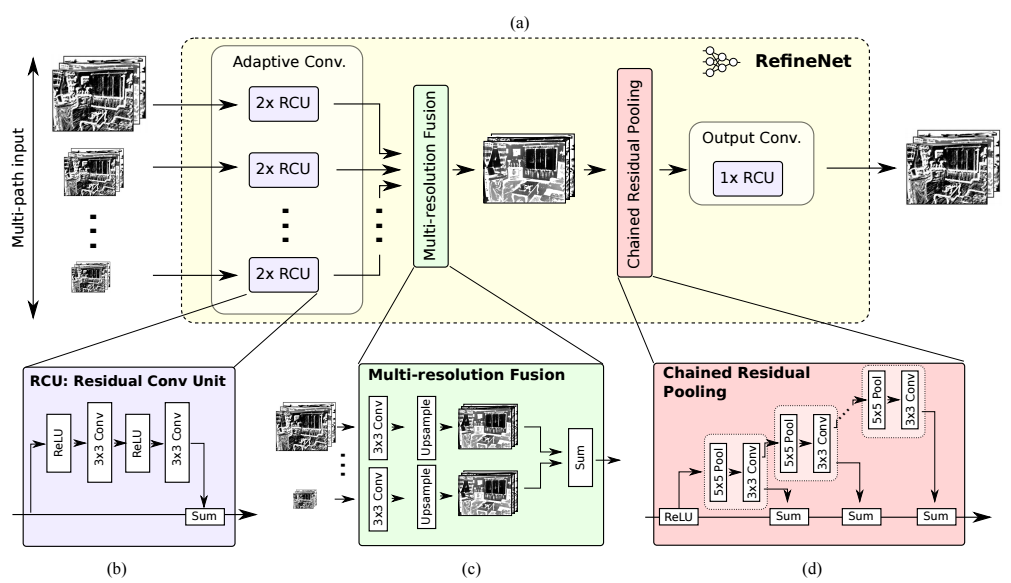 (a)
Multi-path input
Adaptive Conv.
2x RCU
2x RCU
2x RCU
Multi-resolution Fusion
Chained Residual Pooling
RefineNet
Output Conv.
1x RCU
RCU: Residual Conv Unit
ReLU
3x3 Conv
ReLU
3x3 Conv
Sum
(b)
Multi-resolution Fusion
3x3 Conv
Upsample
3x3 Conv
Upsample
Sum
(c)
Chained Residual
Pooling
ReLU
5x5 Pool
3x3 Conv
5x5 Pool
3x3 Conv
5x5 Pool
3x3 Conv
Sum
Sum
Sum
(d)